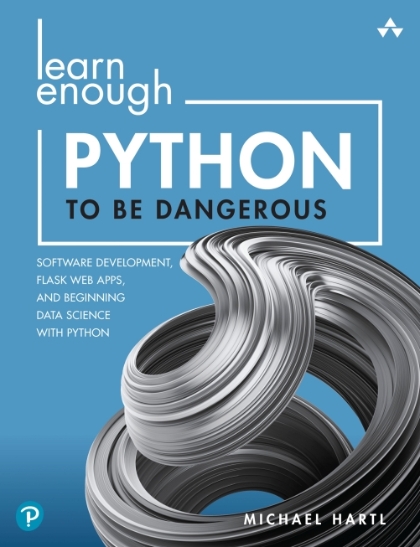 learn
enough
PYTHON
TO BE DANGEROUS
SOFTWARE DEVELOPMENT,
FLASK WEB APPS,
AND BEGINNING
DATA SCIENCE
WITH PYTHON
P
MICHAEL HARTL